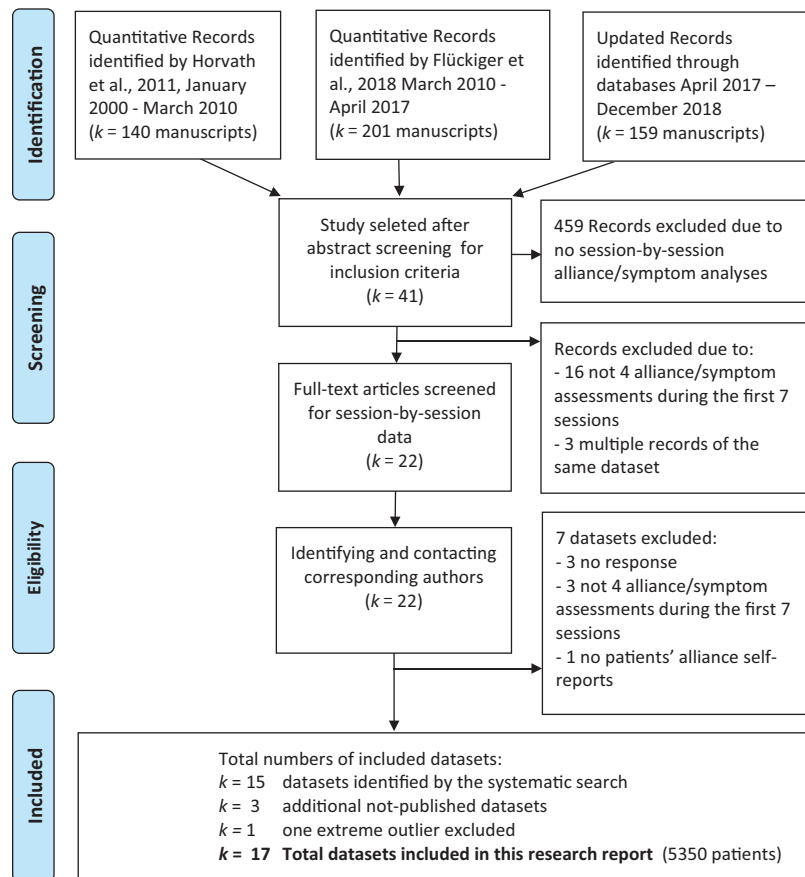 Identification
Quantitative Records
identified by Horvath
et al., 2011, January
2000 - March 2010
(k = 140 manuscripts)
Quantitative Records
identified by Flückiger
et al., 2018 March 2010 -
April 2017
(k = 201 manuscripts)
Updated Records
identified through
databases April 2017 –
December 2018
(k = 159 manuscripts)
Screening
Study seleted after
abstract screening for
inclusion criteria
(k = 41)
459 Records excluded due to
no session-by-session
alliance/symptom analyses
Full-text articles screened
for session-by-session
data
(k = 22)
Records excluded due to:
- 16 not 4 alliance/symptom
assessments during the first 7
sessions
- 3 multiple records of the
same dataset
Eligibility
Identifying and contacting
corresponding authors
(k = 22)
7 datasets excluded:
- 3 no response
- 3 not 4 alliance/symptom
assessments during the first 7
sessions
- 1 no patients’ alliance self-
reports
Included
Total numbers of included datasets:
k = 15 datasets identified by the systematic search
k = 3 additional not-published datasets
k = 1 one extreme outlier excluded
k = 17 Total datasets included in this research report (5350 patients)